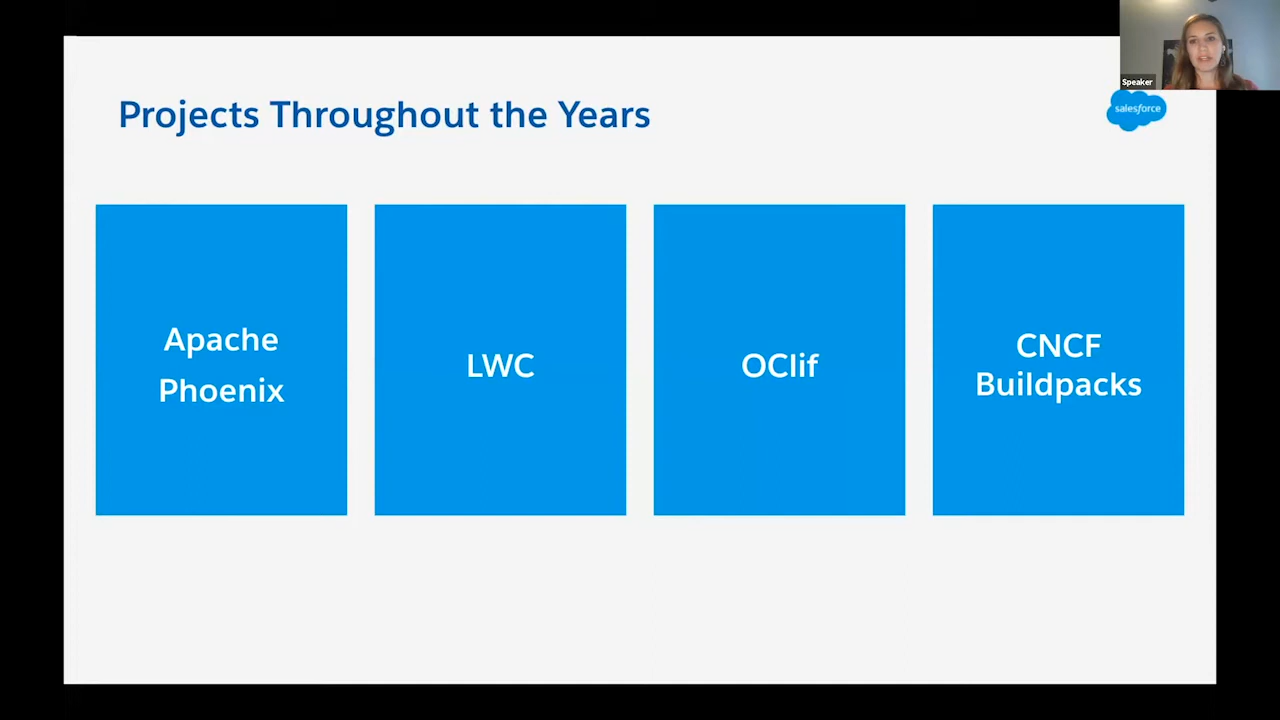 Speaker
salesforce
Projects Throughout the Years
Apache
Phoenix
LWC
OClif
CNCF
Buildpacks